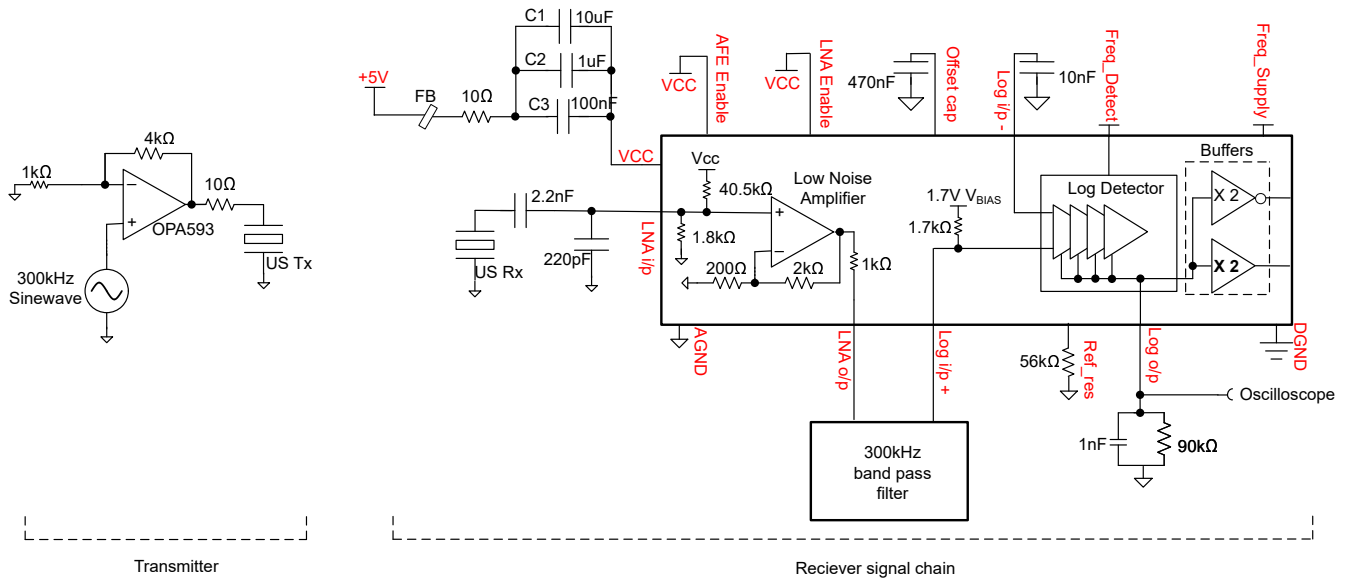 C1
10uF
C2
1uF
C3
100nF
+5V
FB
10Ω
VCC
AFE Enable
VCC
LNA Enable
470nF
Offset cap
Log i/p -
10nF
Freq_Detect
Freq_Supply
VCC
4kΩ
1kΩ
−
+
OPA593
10Ω
US Tx
300kHz
Sinewave
US Rx
2.2nF
220pF
LNA i/p
Vcc
40.5kΩ
1.8kΩ
Low Noise
Amplifier
+
−
200Ω
2kΩ
1kΩ
1.7V VBIAS
1.7kΩ
Log Detector
Buffers
X 2
X 2
AGND
LNA o/p
Log i/p +
56kΩ
Ref_res
Log o/p
DGND
Oscilloscope
1nF
90kΩ
300kHz
band pass
filter
Transmitter
Reciever signal chain